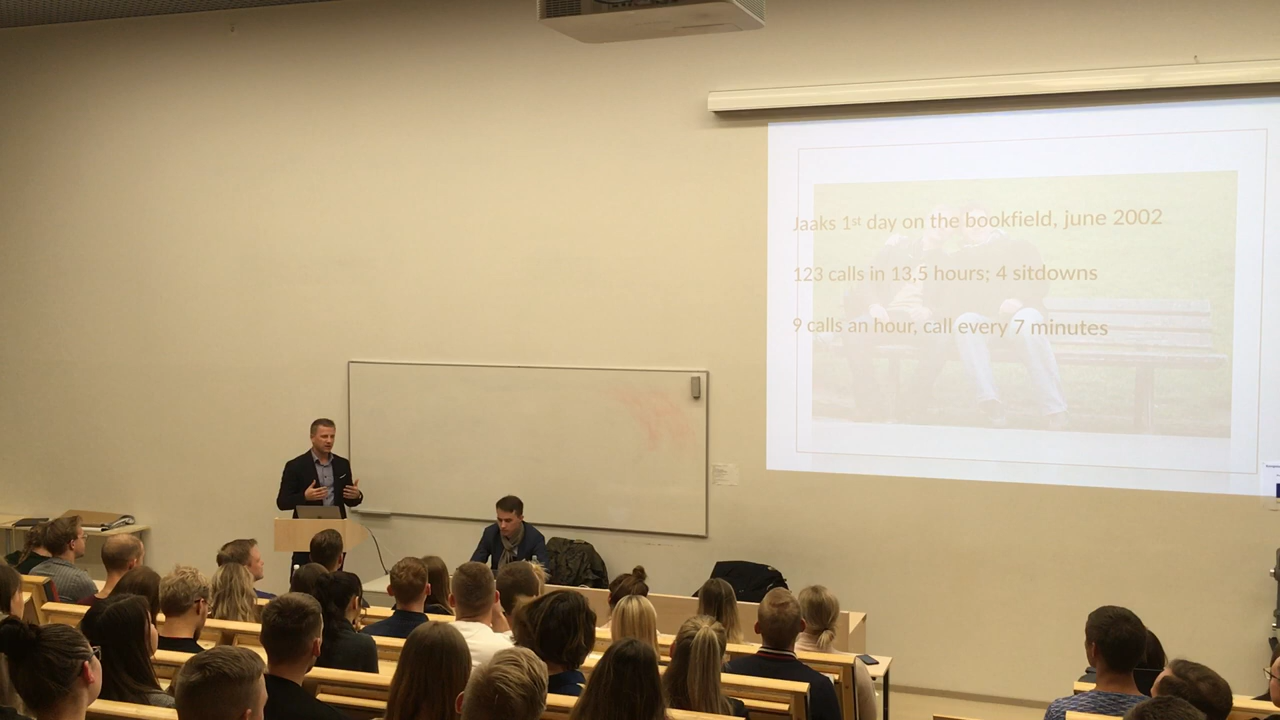 Jaaks 1st day on the bookfield, june 2002
123 calls in 13,5 hours; 4 sitdowns
9 calls an hour, call every 7 minutes